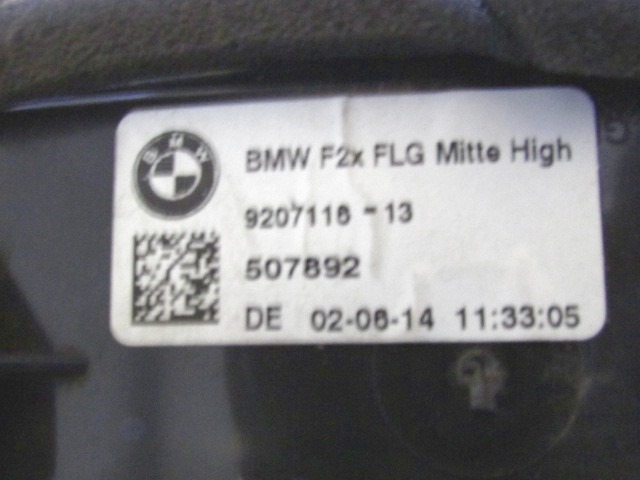 BMW
BMW F2x FLG Mitte High
9207116 - 13
507892
DE 02-06-14 11:33:05